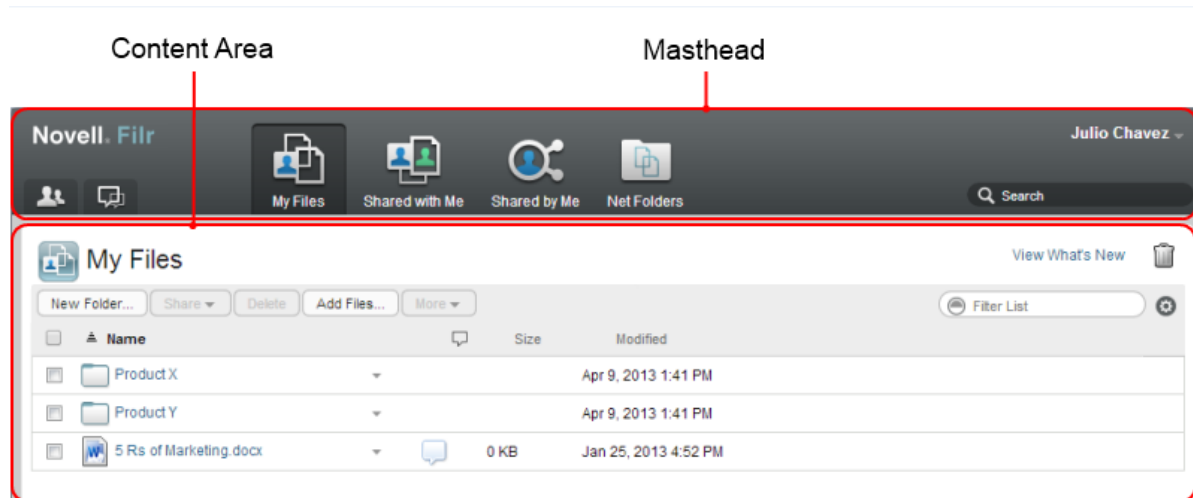 Content Area Masthead
Novell. Filr
Julio Chavez
My Files Shared with Me Shared by Me Net Folders
Search
My Files
View What's New
New Folder... Share Delete Add Files... More
Filter List
Name Size Modified
Product X Apr 9, 2013 1:41 PM
Product Y Apr 9, 2013 1:41 PM
W 5 Rs of Marketing.docx 0 KB Jan 25, 2013 4:52 PM